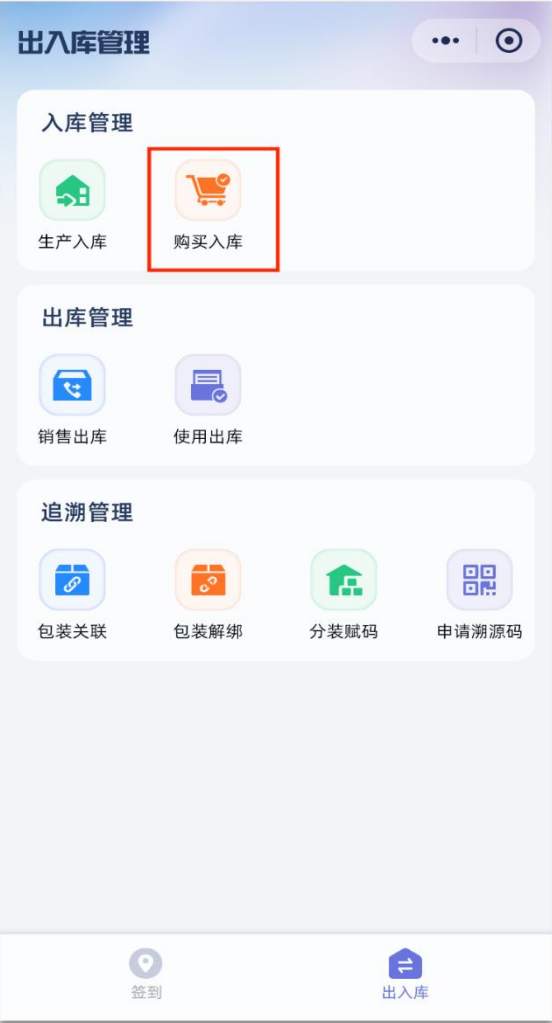 出入库管理
入库管理
生产入库 购买入库
出库管理
销售出库 使用出库
追溯管理
包装关联 包装解绑 分装赋码 申请溯源码
签到 出入库